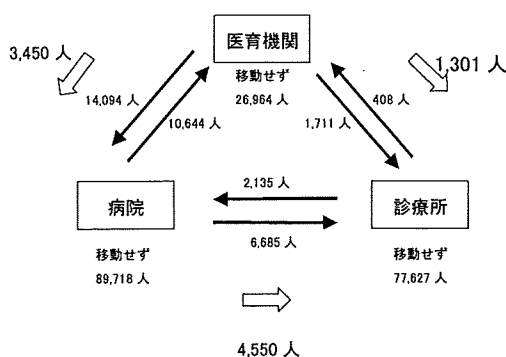 医育機関
3,450 人
1,301 人
移動せず
26,964 人
14,094 人
10,644 人
408 人
1,711 人
病院
2,135 人
6,685 人
診療所
移動せず
89,718 人
移動せず
77,627 人
4,550 人